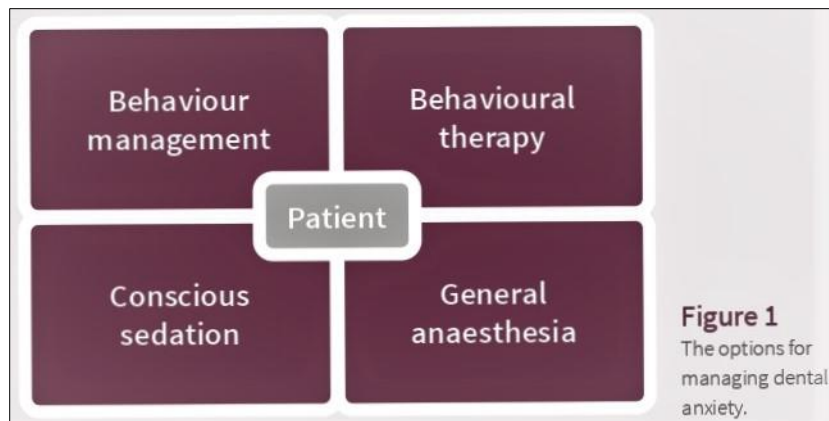 Behaviour
management
Behavioural
therapy
Patient
Conscious
sedation
General
anaesthesia
Figure 1
The options for
managing dental
anxiety.